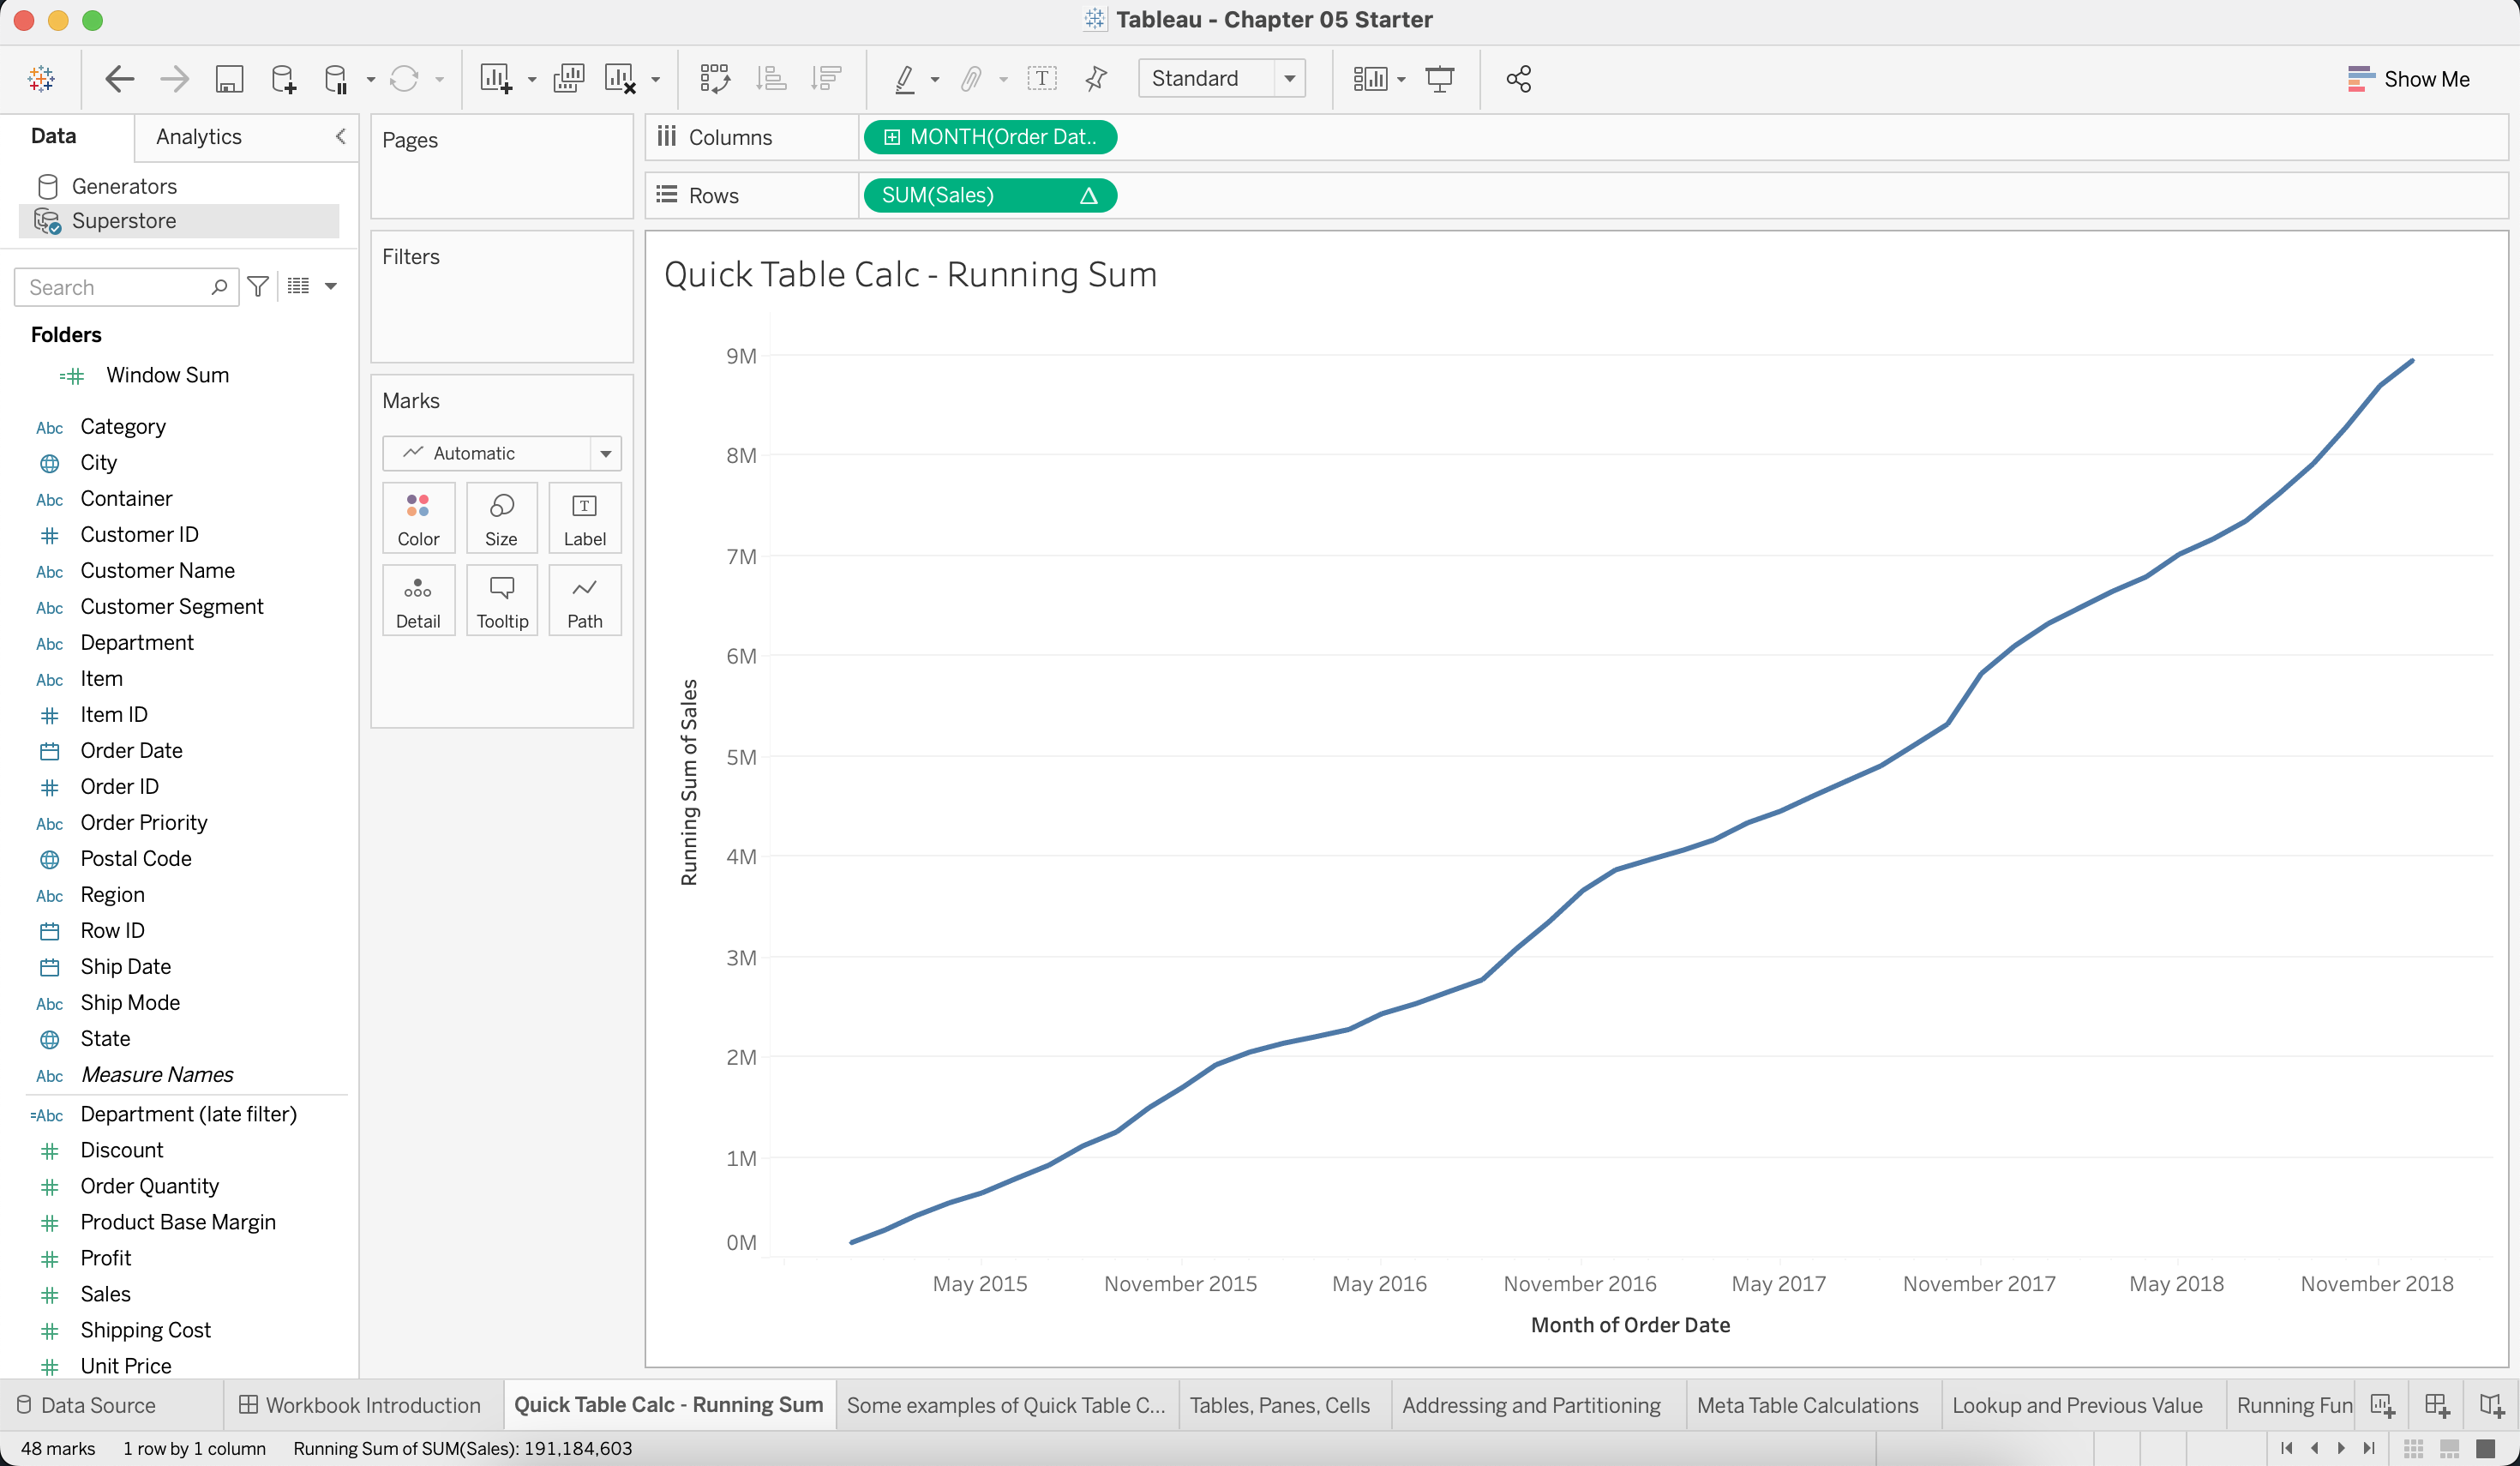 Tableau - Chapter 05 Starter
Standard
Show Me
Data
Analytics
Generators
Superstore
Search
Folders
Window Sum
Abc Category
City
Abc Container
Customer ID
Abc Customer Name
Abc Customer Segment
Abc Department
Abc Item
Item ID
Order Date
Order ID
Abc Order Priority
Postal Code
Abc Region
Row ID
Ship Date
Abc Ship Mode
State
Abc Measure Names
=Abc Department (late filter)
Discount
Order Quantity
Product Base Margin
Profit
Sales
Shipping Cost
Unit Price
Pages
Filters
Marks
Automatic
Color
Size
Label
Detail
Tooltip
Path
Columns
MONTH(Order Dat..
Rows
SUM(Sales)
Quick Table Calc - Running Sum
Running Sum of Sales
9M
8M
7M
6M
5M
4M
3M
2M
1M
0M
May 2015
November 2015
May 2016
November 2016
May 2017
November 2017
May 2018
November 2018
Month of Order Date
Data Source
Workbook Introduction
Quick Table Calc - Running Sum
Some examples of Quick Table C...
Tables, Panes, Cells
Addressing and Partitioning
Meta Table Calculations
Lookup and Previous Value
Running Fun
48 marks
1 row by 1 column
Running Sum of SUM(Sales): 191,184,603